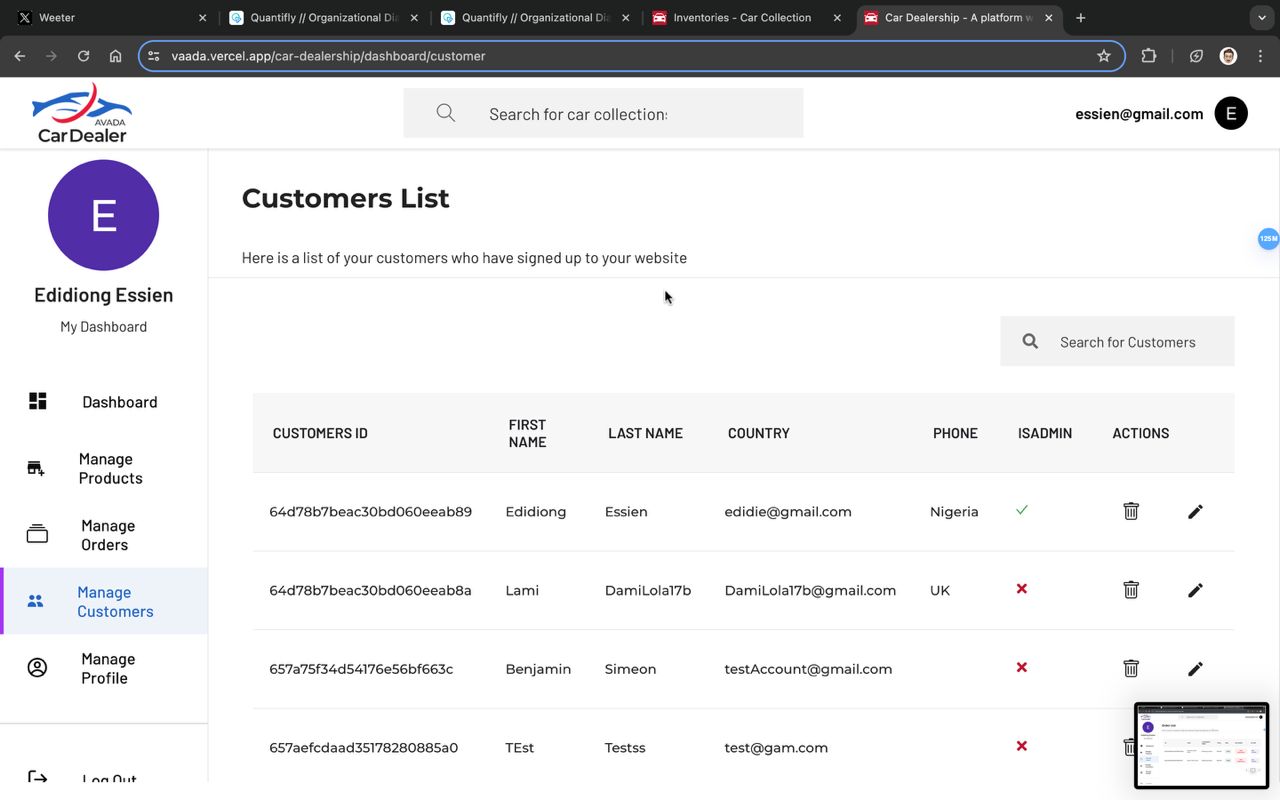 Weeter
Quantifly // Organizational Di
Quantifly // Organizational Di
Inventories - Car Collection
Car Dealership - A platform w
vaada.vercel.app/car-dealership/dashboard/customer
AVADA
CarDealer
Search for car collection
essien@gmail.com
E
E
Edidiong Essien
My Dashboard
Dashboard
Manage
Products
Manage
Orders
Manage
Customers
Manage
Profile
Log Out
Customers List
Here is a list of your customers who have signed up to your website
125M
Search for Customers
CUSTOMERS ID FIRST NAME LAST NAME COUNTRY PHONE ISADMIN ACTIONS
64d78b7beac30bd060eeab89 Edidiong Essien edidie@gmail.com Nigeria
64d78b7beac30bd060eeab8a Lami DamiLola17b DamiLola17b@gmail.com UK
657a75f34d54176e56bf663c Benjamin Simeon testAccount@gmail.com
657aefcdaad35178280885a0 TEst Testss test@gam.com